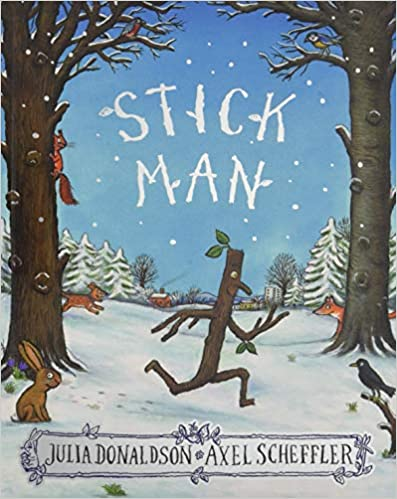 STICK
MAN
JULIA DONALDSON AXEL SCHEFFLER